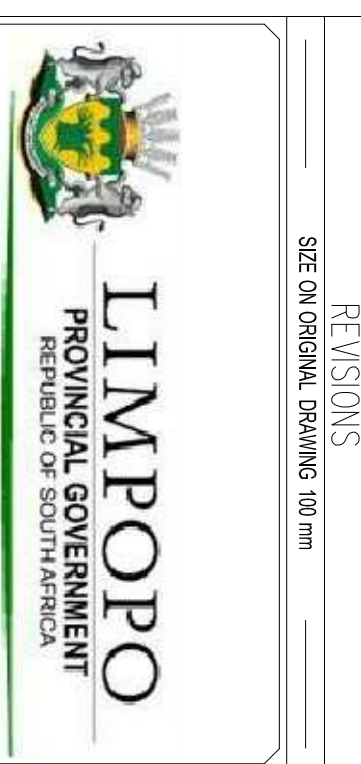 REVISIONS
SIZE ON ORIGINAL DRAWING 100 mm
LIMPOPO
PROVINCIAL GOVERNMENT
REPUBLIC OF SOUTH AFRICA